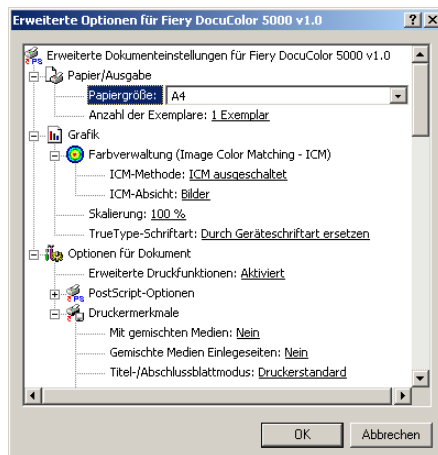 Erweiterte Optionen für Fiery DocuColor 5000 v1.0
Erweiterte Dokumenteinstellungen für Fiery DocuColor 5000 v1.0
Papier/Ausgabe
Papiergröße: A4
Anzahl der Exemplare: 1 Exemplar
Grafik
Farbverwaltung (Image Color Matching - ICM)
ICM-Methode: ICM ausgeschaltet
ICM-Absicht: Bilder
Skalierung: 100 %
TrueType-Schriftart: Durch Geräteschriftart ersetzen
Optionen für Dokument
Erweiterte Druckfunktionen: Aktiviert
PS PostScript-Optionen
Druckermerkmale
Mit gemischten Medien: Nein
Gemischte Medien Einlegeseiten: Nein
Titel-/Abschlussblattmodus: Druckerstandard
OK Abbrechen